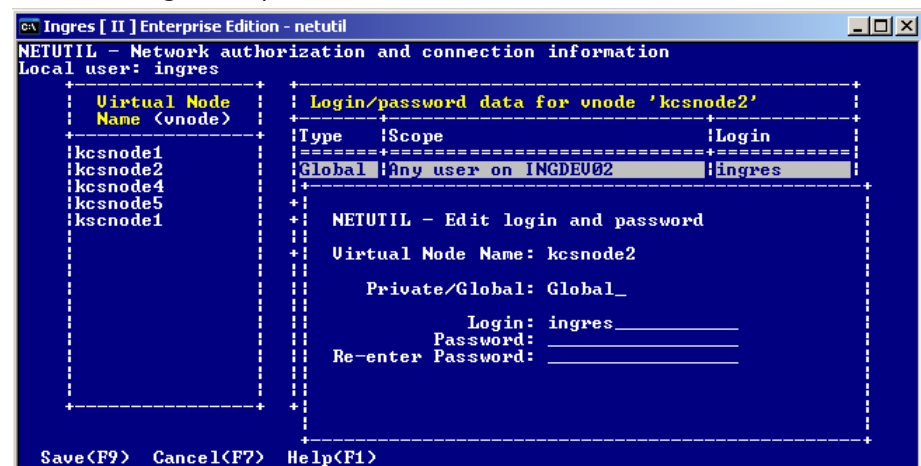 Ingres [ II ] Enterprise Edition - netutil
NETUTIL - Network authorization and connection information
Local user: ingres
Virtual Node
Name (vnode)
kcsnode1
kcsnode2
kcsnode4
kcsnode5
kscnode1
Login/password data for vnode 'kcsnode2'
Type Scope Login
Global Any user on INGDEV02 ingres
NETUTIL - Edit login and password
Virtual Node Name: kcsnode2
Private/Global: Global_
Login: ingres
Password:
Re-enter Password:
Save(F9) Cancel(F7) Help(F1)